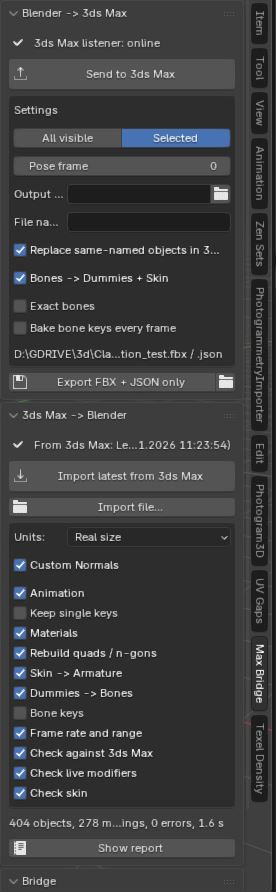 Blender -> 3ds Max
3ds Max listener: online
Send to 3ds Max
Settings
All visible
Selected
Pose frame 0
Output ...
File na...
Replace same-named objects in 3...
Bones -> Dummies + Skin
Exact bones
Bake bone keys every frame
D:\GDRIVE\3d\Cla...tion_test.fbx / .json
Export FBX + JSON only
3ds Max -> Blender
From 3ds Max: Le...1.2026 11:23:54)
Import latest from 3ds Max
Import file...
Units: Real size
Custom Normals
Animation
Keep single keys
Materials
Rebuild quads / n-gons
Skin -> Armature
Dummies -> Bones
Bone keys
Frame rate and range
Check against 3ds Max
Check live modifiers
Check skin
404 objects, 278 m...ings, 0 errors, 1.6 s
Show report
Bridge
Item
Tool
View
Animation
Zen Sets
PhotogrammetryImporter
Edit
Photogram3D
UV Gaps
Max Bridge
Texel Density